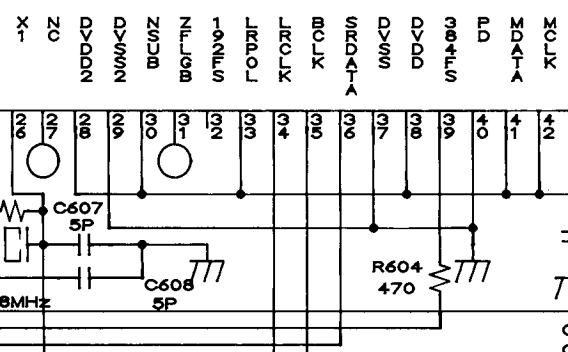 X1
NC
DVDD2
DVSS2
NSUB
ZFLGB
192FS
LRPOL
LRCLK
BCLK
SRDATA
DVSS
DVDD
384FS
PD
MDATA
MCLK
26 27 28 29 30 31 32 33 34 35 36 37 38 39 40 41 42
C607
5P
C608
5P
R604
470
8MHz